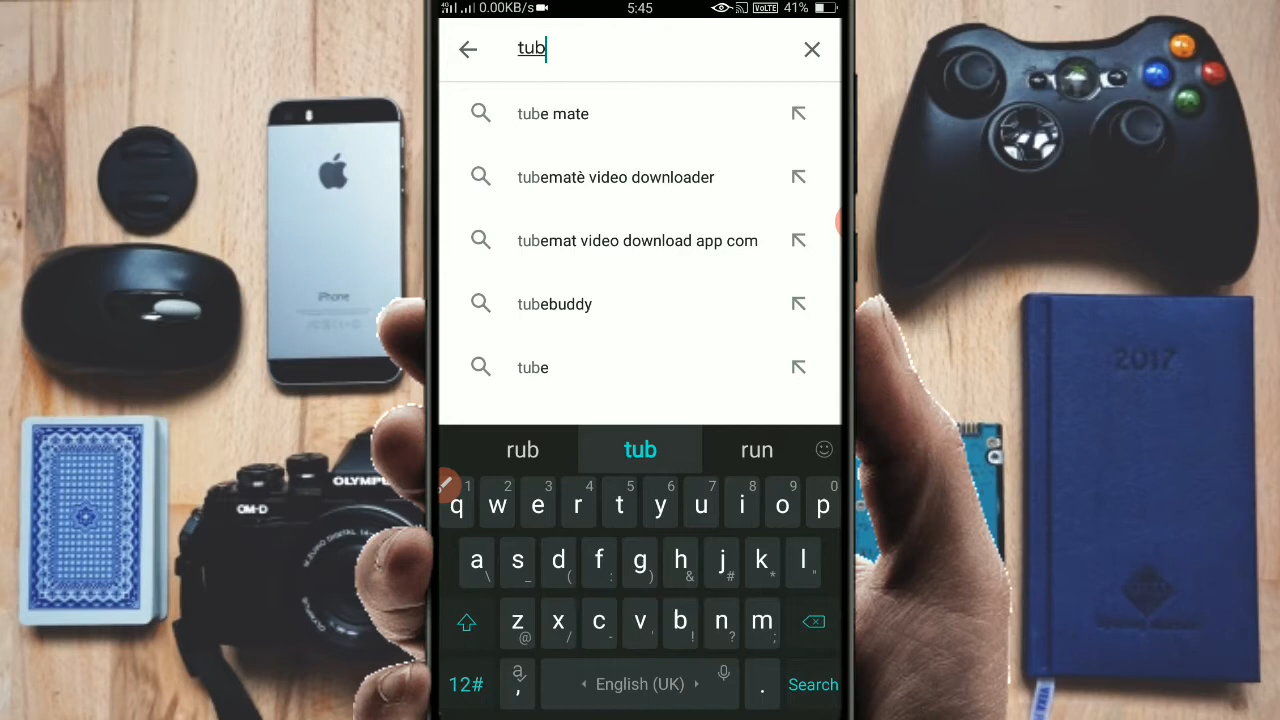 0.00KB/s 5:45 VoLTE 41%
tub
tube mate
tubematè video downloader
tubemat video download app com
tubebuddy
tube
rub tub run
1 2 3 4 5 6 7 8 9 0
q w e r t y u i o p
a s d f g h j k l
\ _ ( : ) & # * "
z x c v b n m
@ / - ' ! ? ;
12# , English (UK) . Search
iPhone
OLYMPUS
OM-D
2017